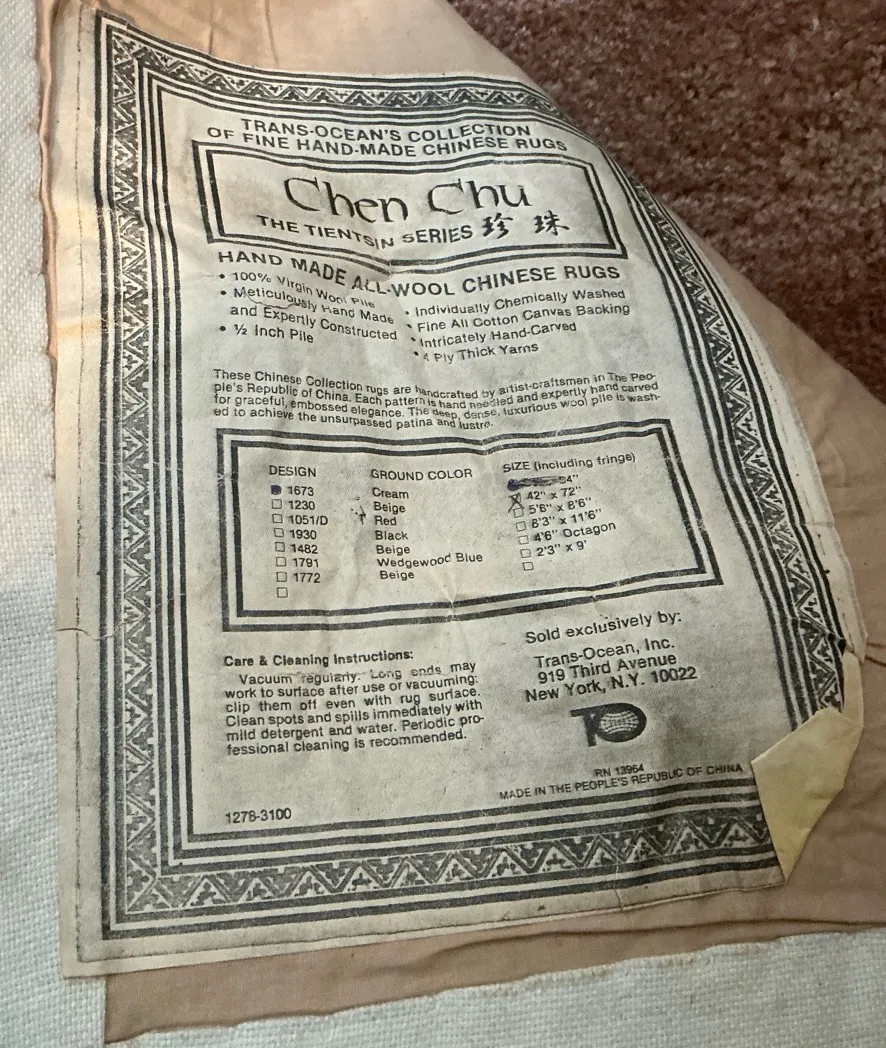 TRANS-OCEAN'S COLLECTION
OF FINE HAND-MADE CHINESE RUGS
Chen Chu
THE TIENTSIN SERIES 珍 珠
HAND MADE ALL-WOOL CHINESE RUGS
• 100% Virgin Wool Pile
• Meticulously Hand Made
and Expertly Constructed
• ½ Inch Pile
• Individually Chemically Washed
• Fine All Cotton Canvas Backing
• Intricately Hand-Carved
• 4 Ply Thick Yarns
These Chinese Collection rugs are handcrafted by artist-craftsmen in The Peo-
ple's Republic of China. Each pattern is hand needled and expertly hand carved
for graceful, embossed elegance. The deep, dense, luxurious wool pile is wash-
ed to achieve the unsurpassed patina and lustre.
DESIGN GROUND COLOR SIZE (including fringe)
1673 Cream 4"
1230 Beige 42" x 72"
1051/D Red 5'6" x 8'6"
1930 Black 8'3" x 11'6"
1482 Beige 4'6" Octagon
1791 Wedgewood Blue 2'3" x 9'
1772 Beige
Care & Cleaning Instructions:
Vacuum regularly. Long ends may
work to surface after use or vacuuming;
clip them off even with rug surface.
Clean spots and spills immediately with
mild detergent and water. Periodic pro-
fessional cleaning is recommended.
1278-3100
Sold exclusively by:
Trans-Ocean, Inc.
919 Third Avenue
New York, N.Y. 10022
TO
RN 13964
MADE IN THE PEOPLE'S REPUBLIC OF CHINA